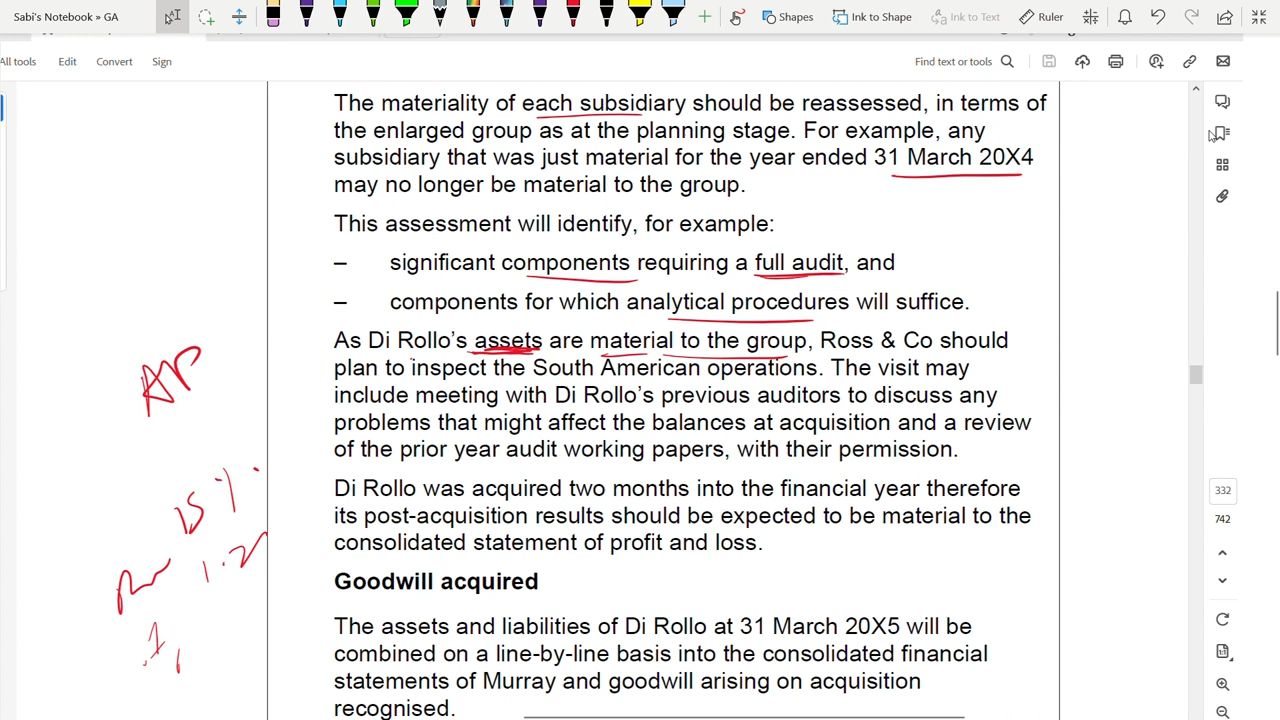 Sabi's Notebook » GA
Shapes
Ink to Shape
Ink to Text
Ruler
All tools
Edit
Convert
Sign
Find text or tools
The materiality of each subsidiary should be reassessed, in terms of
the enlarged group as at the planning stage. For example, any
subsidiary that was just material for the year ended 31 March 20X4
may no longer be material to the group.
This assessment will identify, for example:
– significant components requiring a full audit, and
– components for which analytical procedures will suffice.
As Di Rollo's assets are material to the group, Ross & Co should
plan to inspect the South American operations. The visit may
include meeting with Di Rollo's previous auditors to discuss any
problems that might affect the balances at acquisition and a review
of the prior year audit working papers, with their permission.
Di Rollo was acquired two months into the financial year therefore
its post-acquisition results should be expected to be material to the
consolidated statement of profit and loss.
Goodwill acquired
The assets and liabilities of Di Rollo at 31 March 20X5 will be
combined on a line-by-line basis into the consolidated financial
statements of Murray and goodwill arising on acquisition
recognised.
AP
15%
1.2
332
742